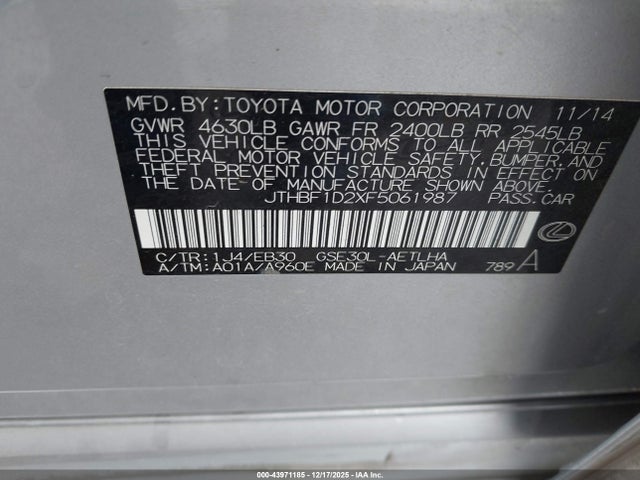 MFD.BY:TOYOTA MOTOR CORPORATION 11/14
GVWR 4630LB GAWR FR 2400LB RR 2545LB
THIS VEHICLE CONFORMS TO ALL APPLICABLE
FEDERAL MOTOR VEHICLE SAFETY,BUMPER,AND
THEFT PREVENTION STANDARDS IN EFFECT ON
THE DATE OF MANUFACTURE SHOWN ABOVE.
JTHBF1D2XF5061987 PASS.CAR
C/TR:1J4/EB30 GSE30L-AETLHA
A/TM:A01A/A960E MADE IN JAPAN 789 A
000-43971185 - 12/17/2025 - IAA Inc.